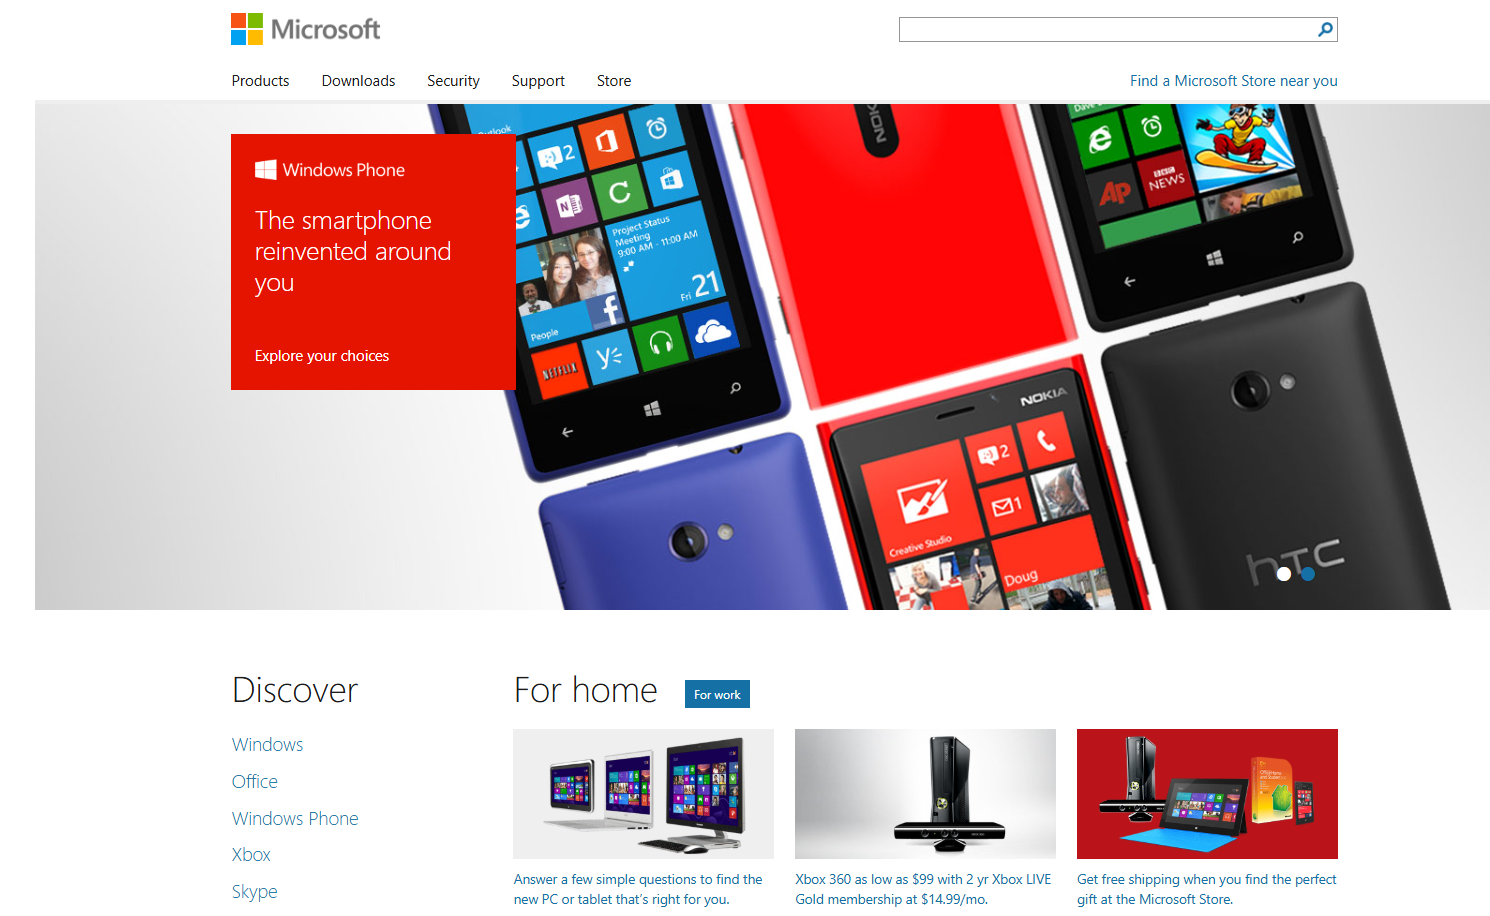 Microsoft
Products
Downloads
Security
Support
Store
Find a Microsoft Store near you
Windows Phone
The smartphone
reinvented around
you
Explore your choices
Outlook
2
Project Status
Meeting
9:00 AM - 11:00 AM
Fri 21
People
NETFLIX
NOKIA
AP
BBC
NEWS
NOKIA
2
1
Creative Studio
Doug
hTC
Discover
Windows
Office
Windows Phone
Xbox
Skype
For home
For work
Answer a few simple questions to find the
new PC or tablet that’s right for you.
Xbox 360 as low as $99 with 2 yr Xbox LIVE
Gold membership at $14.99/mo.
Get free shipping when you find the perfect
gift at the Microsoft Store.